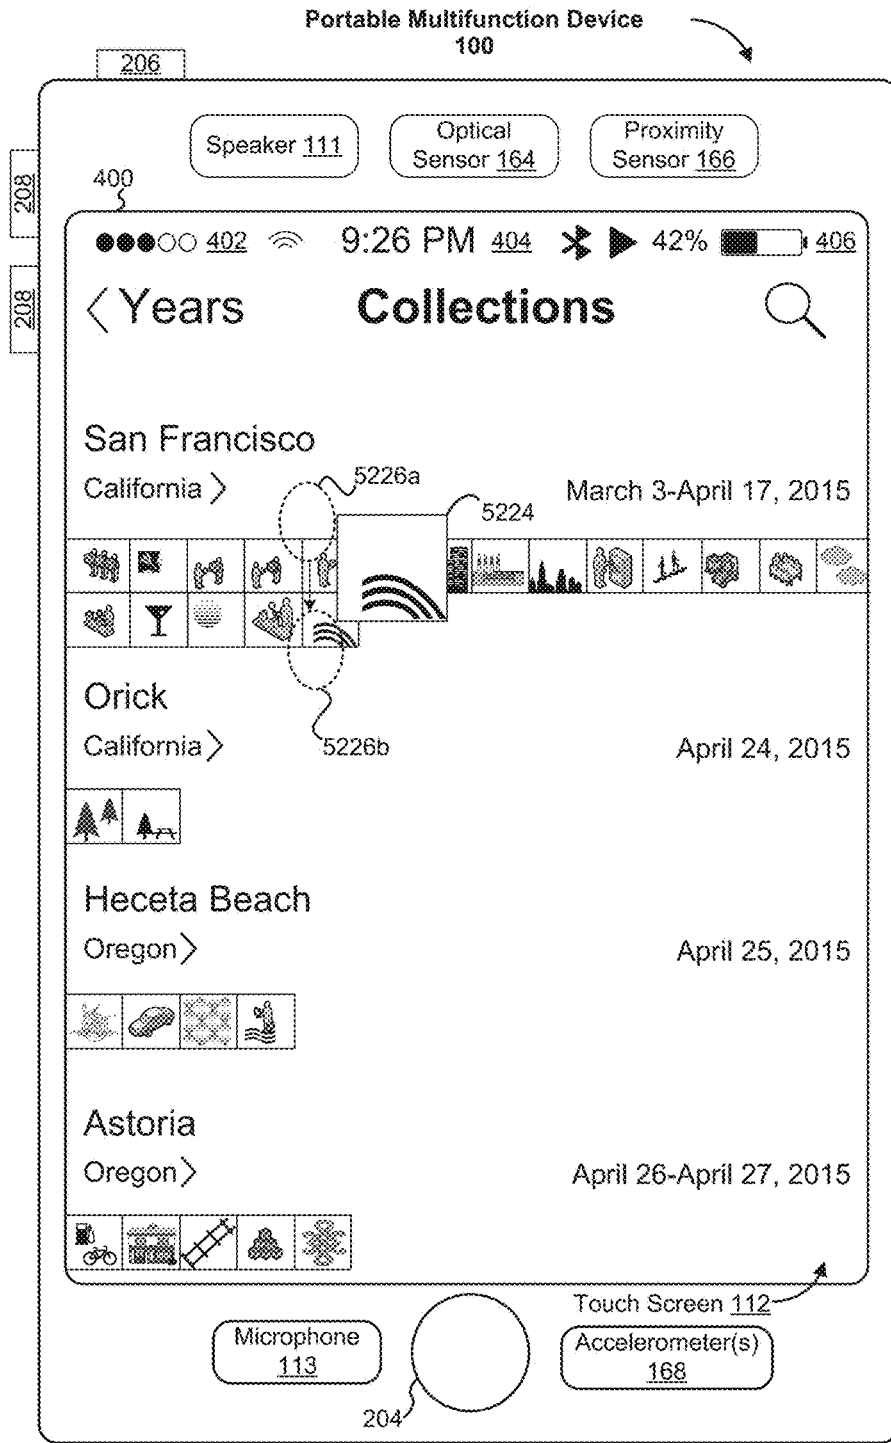 Portable Multifunction Device
100
206
Speaker 111
Optical
Sensor 164
Proximity
Sensor 166
208
400
402
9:26 PM 404
42%
406
208
Years
Collections
San Francisco
California
5226a
5224
March 3-April 17, 2015
Orick
California
5226b
April 24, 2015
Heceta Beach
Oregon
April 25, 2015
Astoria
Oregon
April 26-April 27, 2015
Touch Screen 112
Microphone
113
Accelerometer(s)
168
204